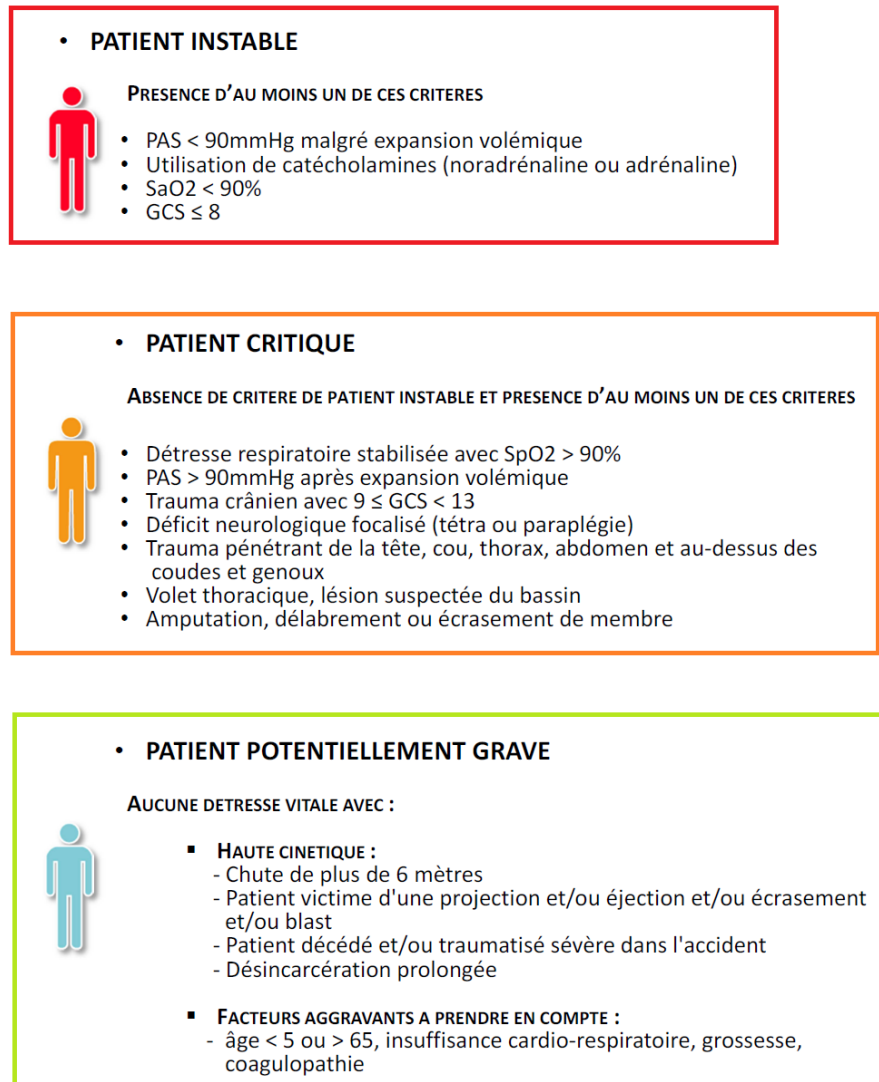 • PATIENT INSTABLE
PRESENCE D'AU MOINS UN DE CES CRITERES
• PAS < 90mmHg malgré expansion volémique
• Utilisation de catécholamines (noradrénaline ou adrénaline)
• SaO2 < 90%
• GCS ≤ 8
• PATIENT CRITIQUE
ABSENCE DE CRITERE DE PATIENT INSTABLE ET PRESENCE D'AU MOINS UN DE CES CRITERES
• Détresse respiratoire stabilisée avec SpO2 > 90%
• PAS > 90mmHg après expansion volémique
• Trauma crânien avec 9 ≤ GCS < 13
• Déficit neurologique focalisé (tétra ou paraplégie)
• Trauma pénétrant de la tête, cou, thorax, abdomen et au-dessus des
coudes et genoux
• Volet thoracique, lésion suspectée du bassin
• Amputation, délabrement ou écrasement de membre
• PATIENT POTENTIELLEMENT GRAVE
AUCUNE DETRESSE VITALE AVEC :
▪ HAUTE CINETIQUE :
- Chute de plus de 6 mètres
- Patient victime d'une projection et/ou éjection et/ou écrasement
et/ou blast
- Patient décédé et/ou traumatisé sévère dans l'accident
- Désincarcération prolongée
▪ FACTEURS AGGRAVANTS A PRENDRE EN COMPTE :
- âge < 5 ou > 65, insuffisance cardio-respiratoire, grossesse,
coagulopathie